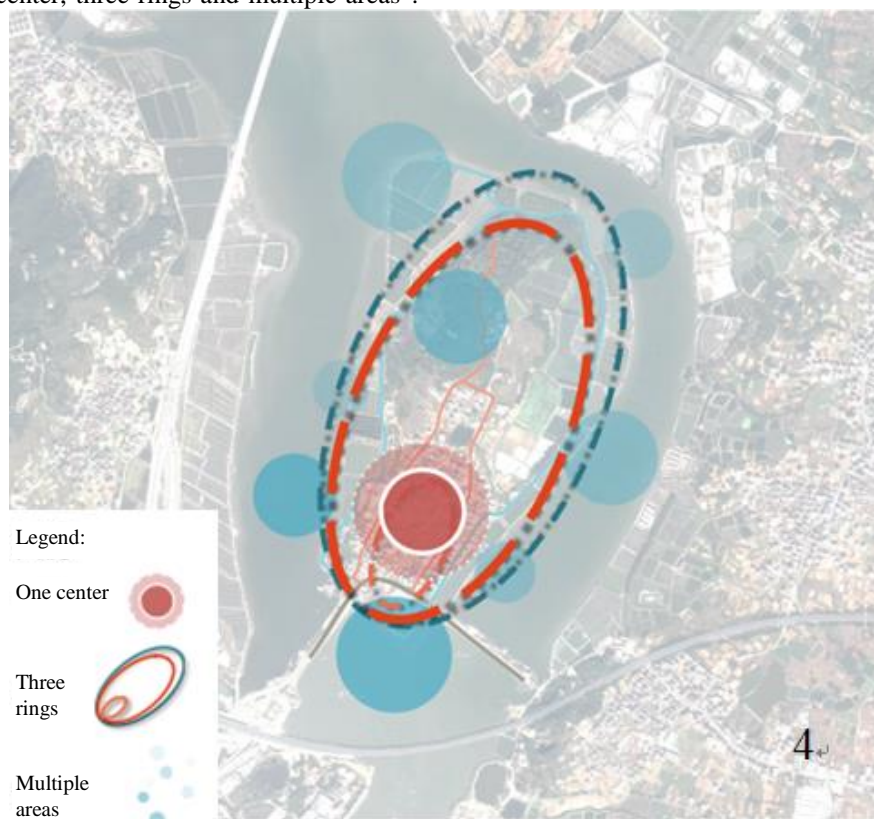 center, three rings and multiple areas".
Legend:
One center
Three
rings
Multiple
areas
4